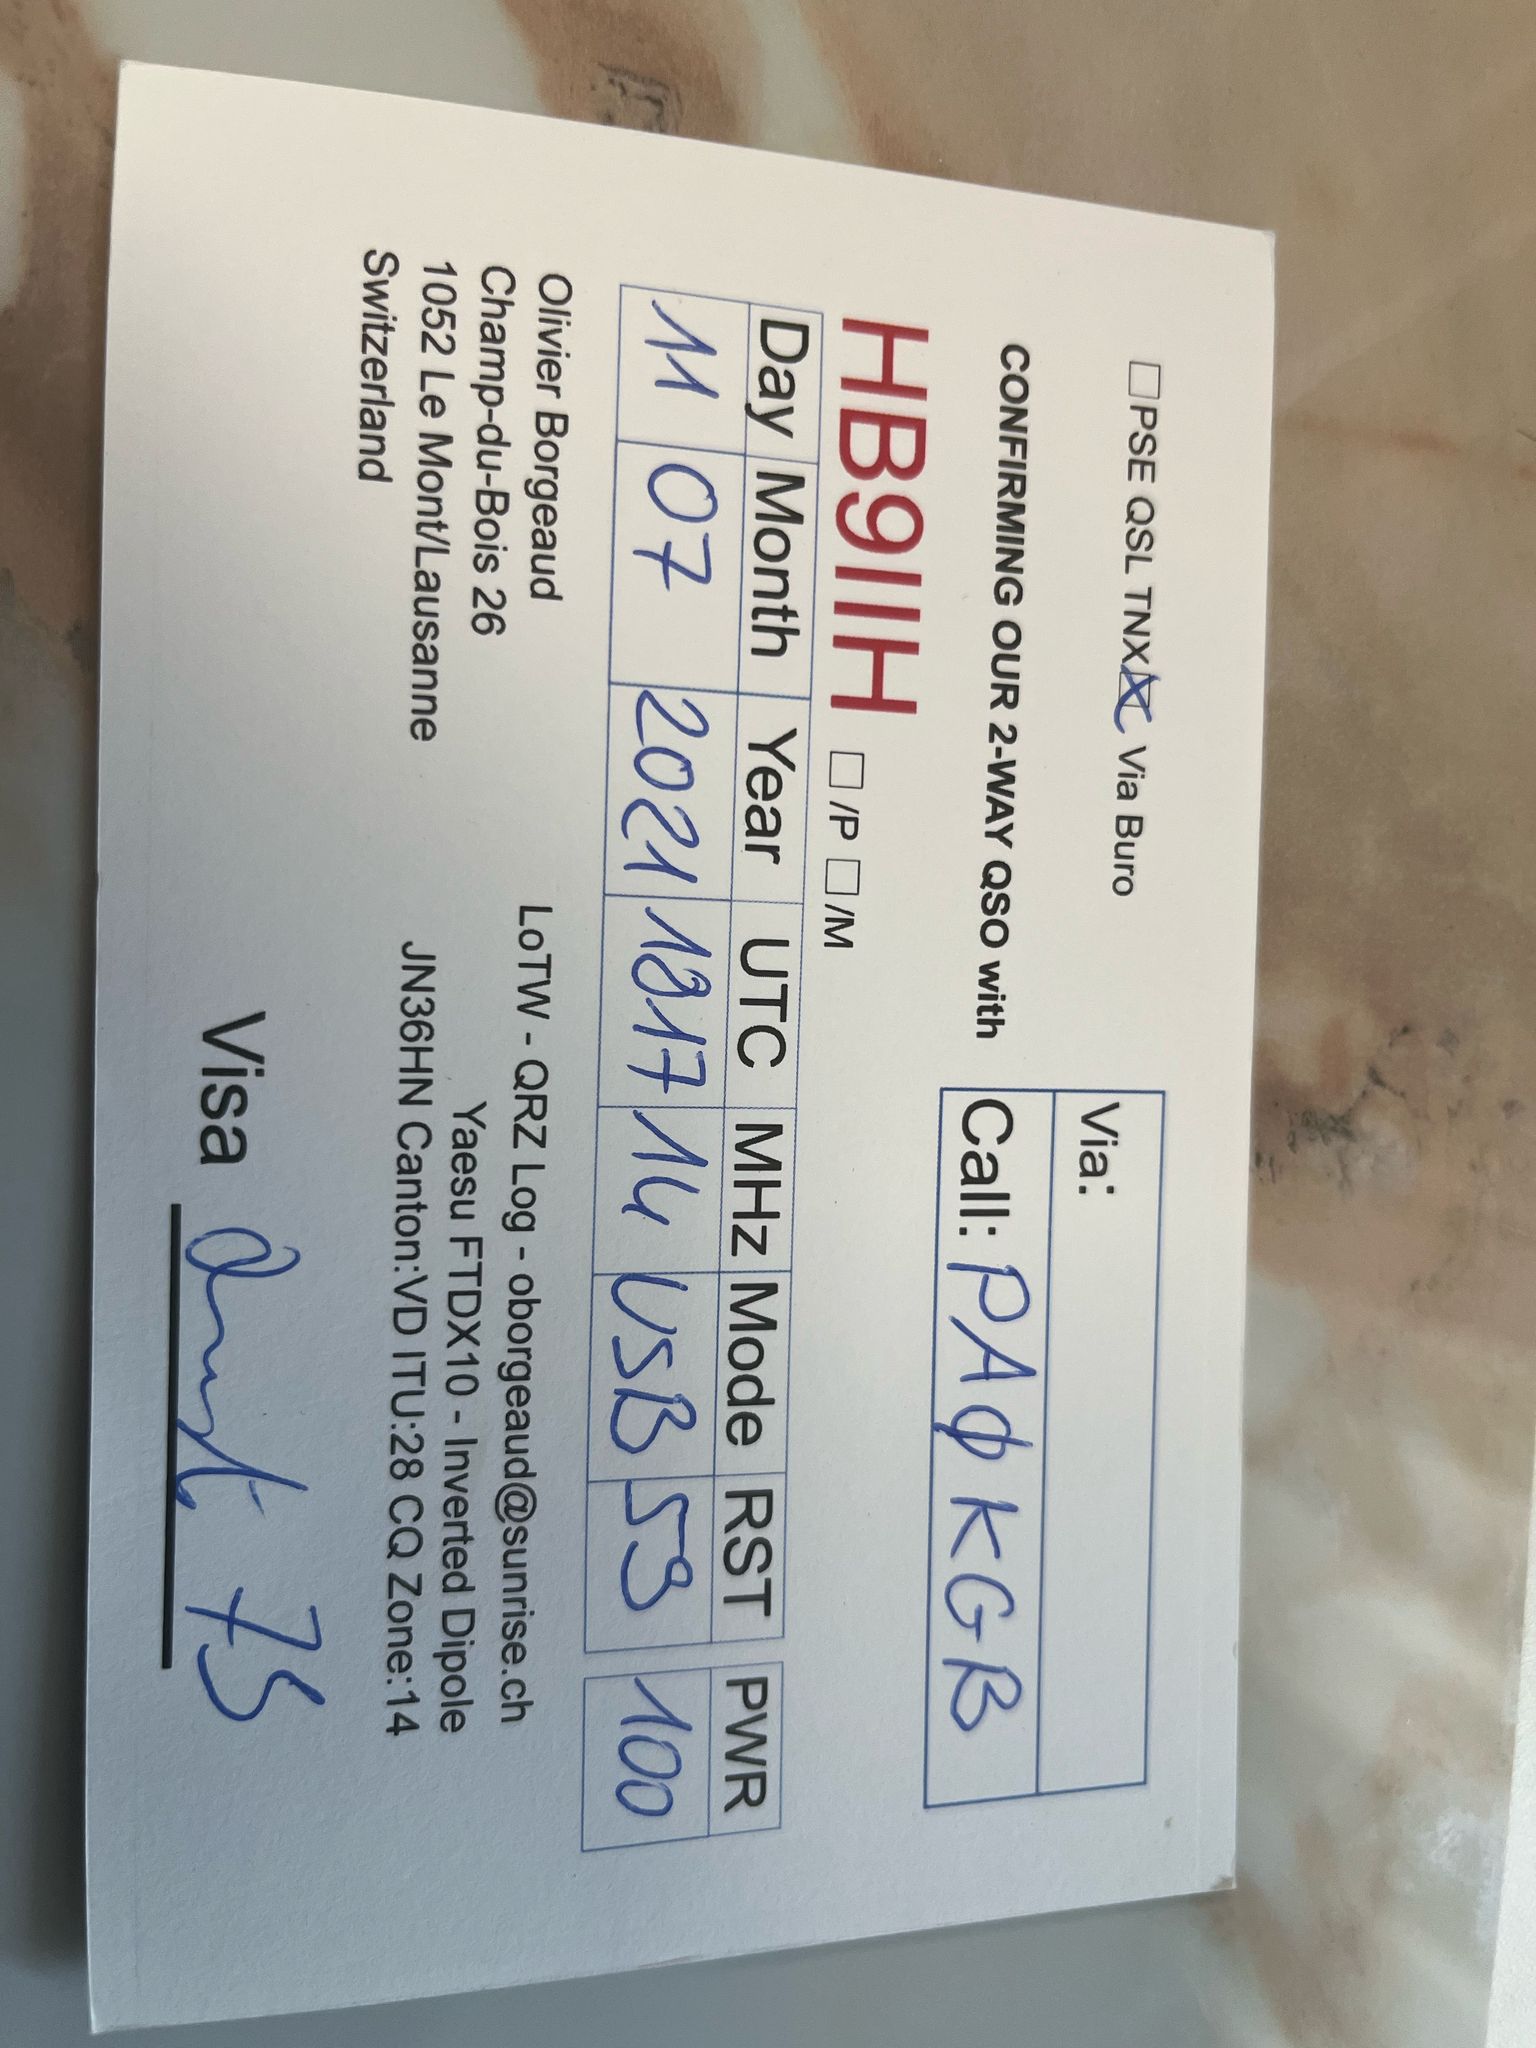 PSE QSL TNX Via Buro
Via:
CONFIRMING OUR 2-WAY QSO with
Call: PAØKGB
HB9IIH /P /M
Day Month Year UTC MHz Mode RST PWR
11 07 2021 1817 14 USB 59 100
Olivier Borgeaud
Champ-du-Bois 26
1052 Le Mont/Lausanne
Switzerland
LoTW - QRZ Log - oborgeaud@sunrise.ch
Yaesu FTDX10 - Inverted Dipole
JN36HN Canton:VD ITU:28 CQ Zone:14
Visa 73